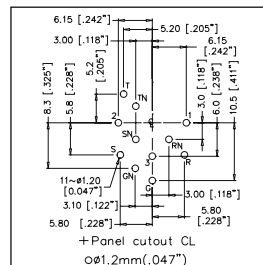 6.15 [.242"]
5.20 [.205"]
3.00 [.118"]
6.15
[.242"]
5.2
[.205"]
8.3 [.325"]
5.8 [.228"]
3.0 [.118"]
6.0 [.238"]
10.5 [.411"]
T
TN
2
1
SN
RN
S
3
R
GN
G
11~ø1.20
[0.047"]
3.00 [.118"]
3.10 [.122"]
5.80
[.228"]
5.80 [.228"]
+Panel cutout CL
Oø1.2mm(.047")